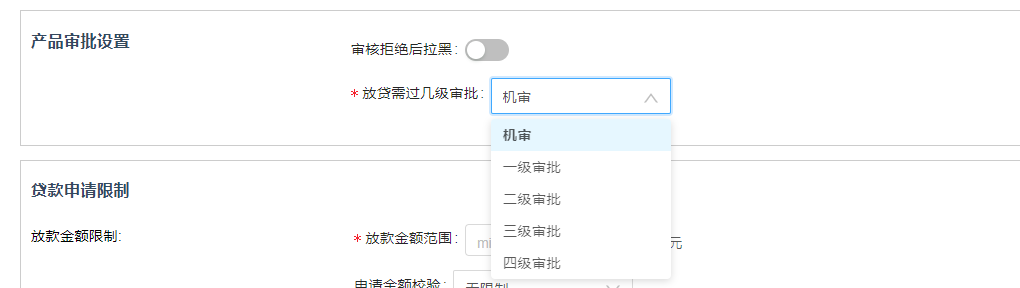 产品审批设置
审核拒绝后拉黑:
* 放贷需过几级审批: 机审
机审
一级审批
二级审批
三级审批
四级审批
贷款申请限制
放款金额限制:
* 放款金额范围: 元
申请金额校验: 无限制